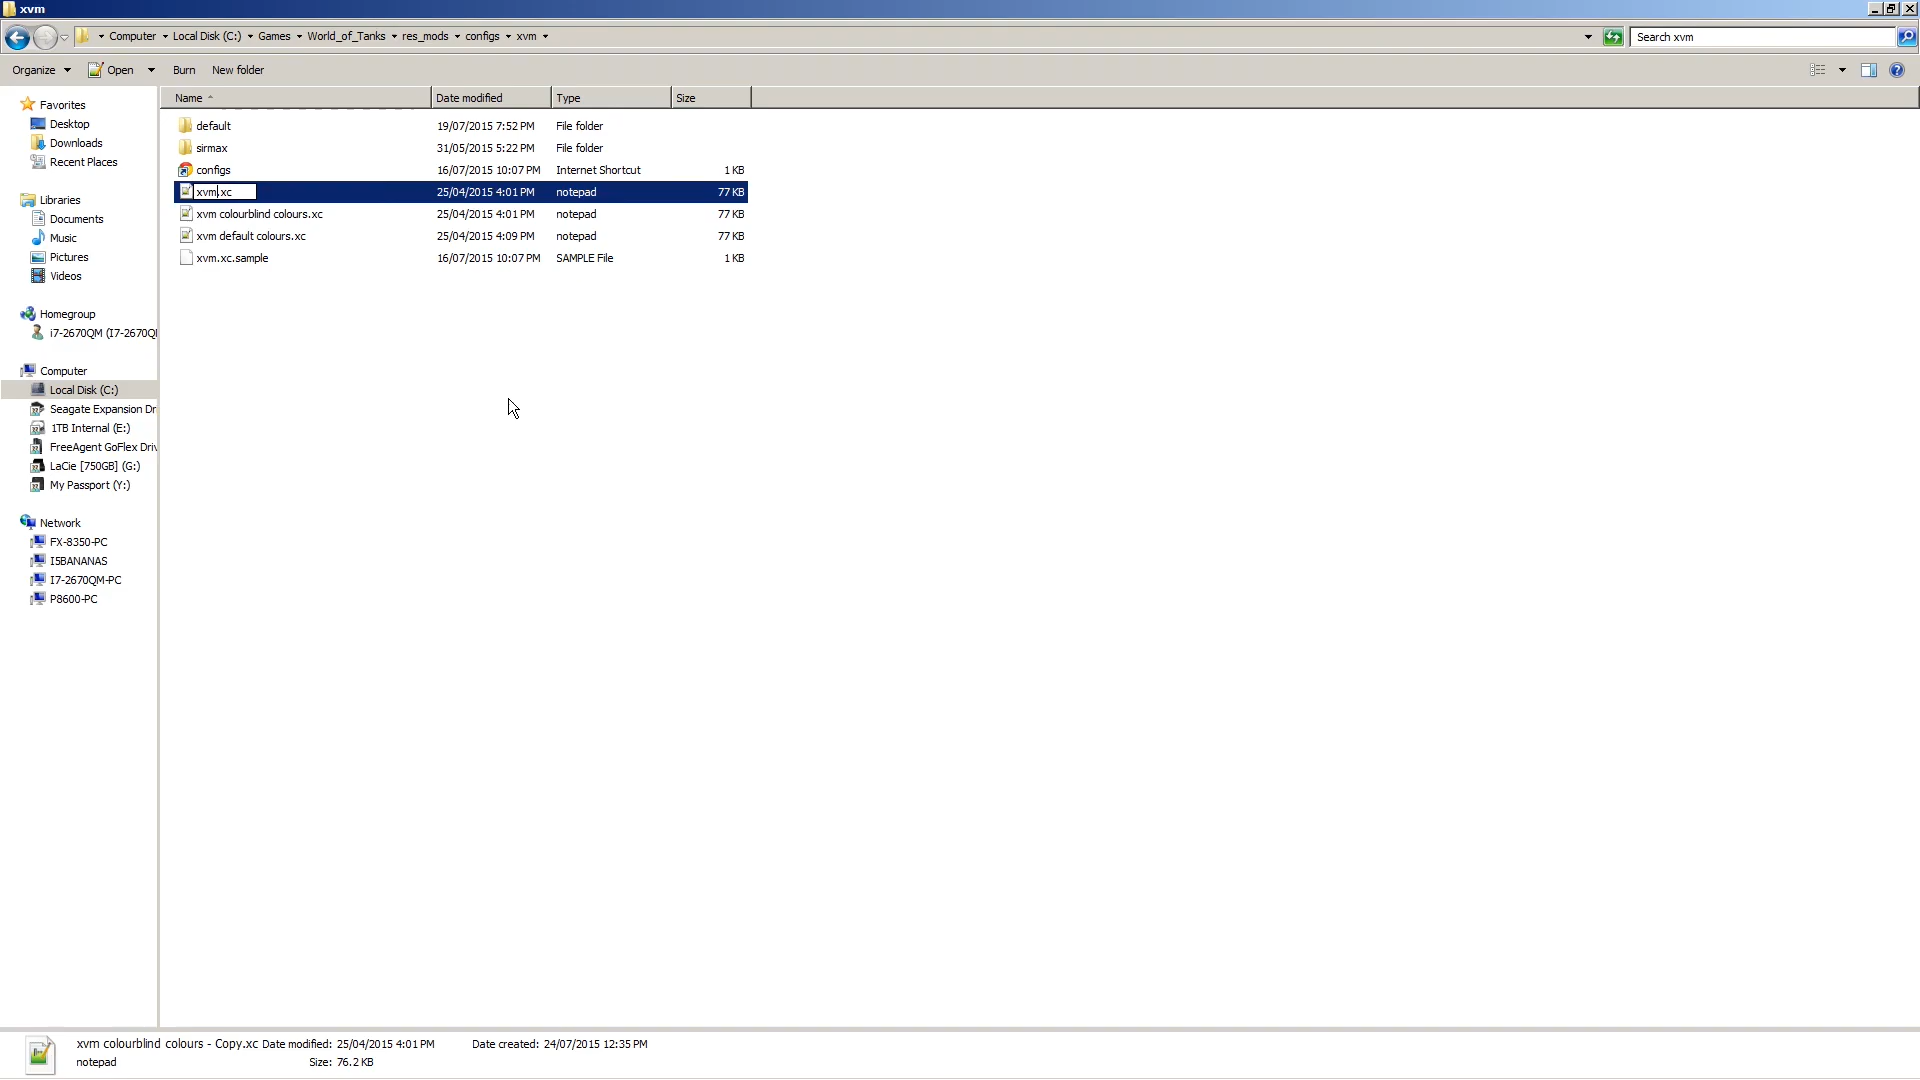 xvm
Computer Local Disk (C:) Games World_of_Tanks res_mods configs xvm Search xvm
Organize Open Burn New folder
Name Date modified Type Size
default 19/07/2015 7:52 PM File folder
sirmax 31/05/2015 5:22 PM File folder
configs 16/07/2015 10:07 PM Internet Shortcut 1 KB
xvm.xc 25/04/2015 4:01 PM notepad 77 KB
xvm colourblind colours.xc 25/04/2015 4:01 PM notepad 77 KB
xvm default colours.xc 25/04/2015 4:09 PM notepad 77 KB
xvm.xc.sample 16/07/2015 10:07 PM SAMPLE File 1 KB
Favorites
Desktop
Downloads
Recent Places
Libraries
Documents
Music
Pictures
Videos
Homegroup
i7-2670QM (I7-2670QM
Computer
Local Disk (C:)
Seagate Expansion Dr
1TB Internal (E:)
FreeAgent GoFlex Driv
LaCie [750GB] (G:)
My Passport (Y:)
Network
FX-8350-PC
I5BANANAS
I7-2670QM-PC
P8600-PC
xvm colourblind colours - Copy.xc Date modified: 25/04/2015 4:01 PM Date created: 24/07/2015 12:35 PM
notepad Size: 76.2 KB